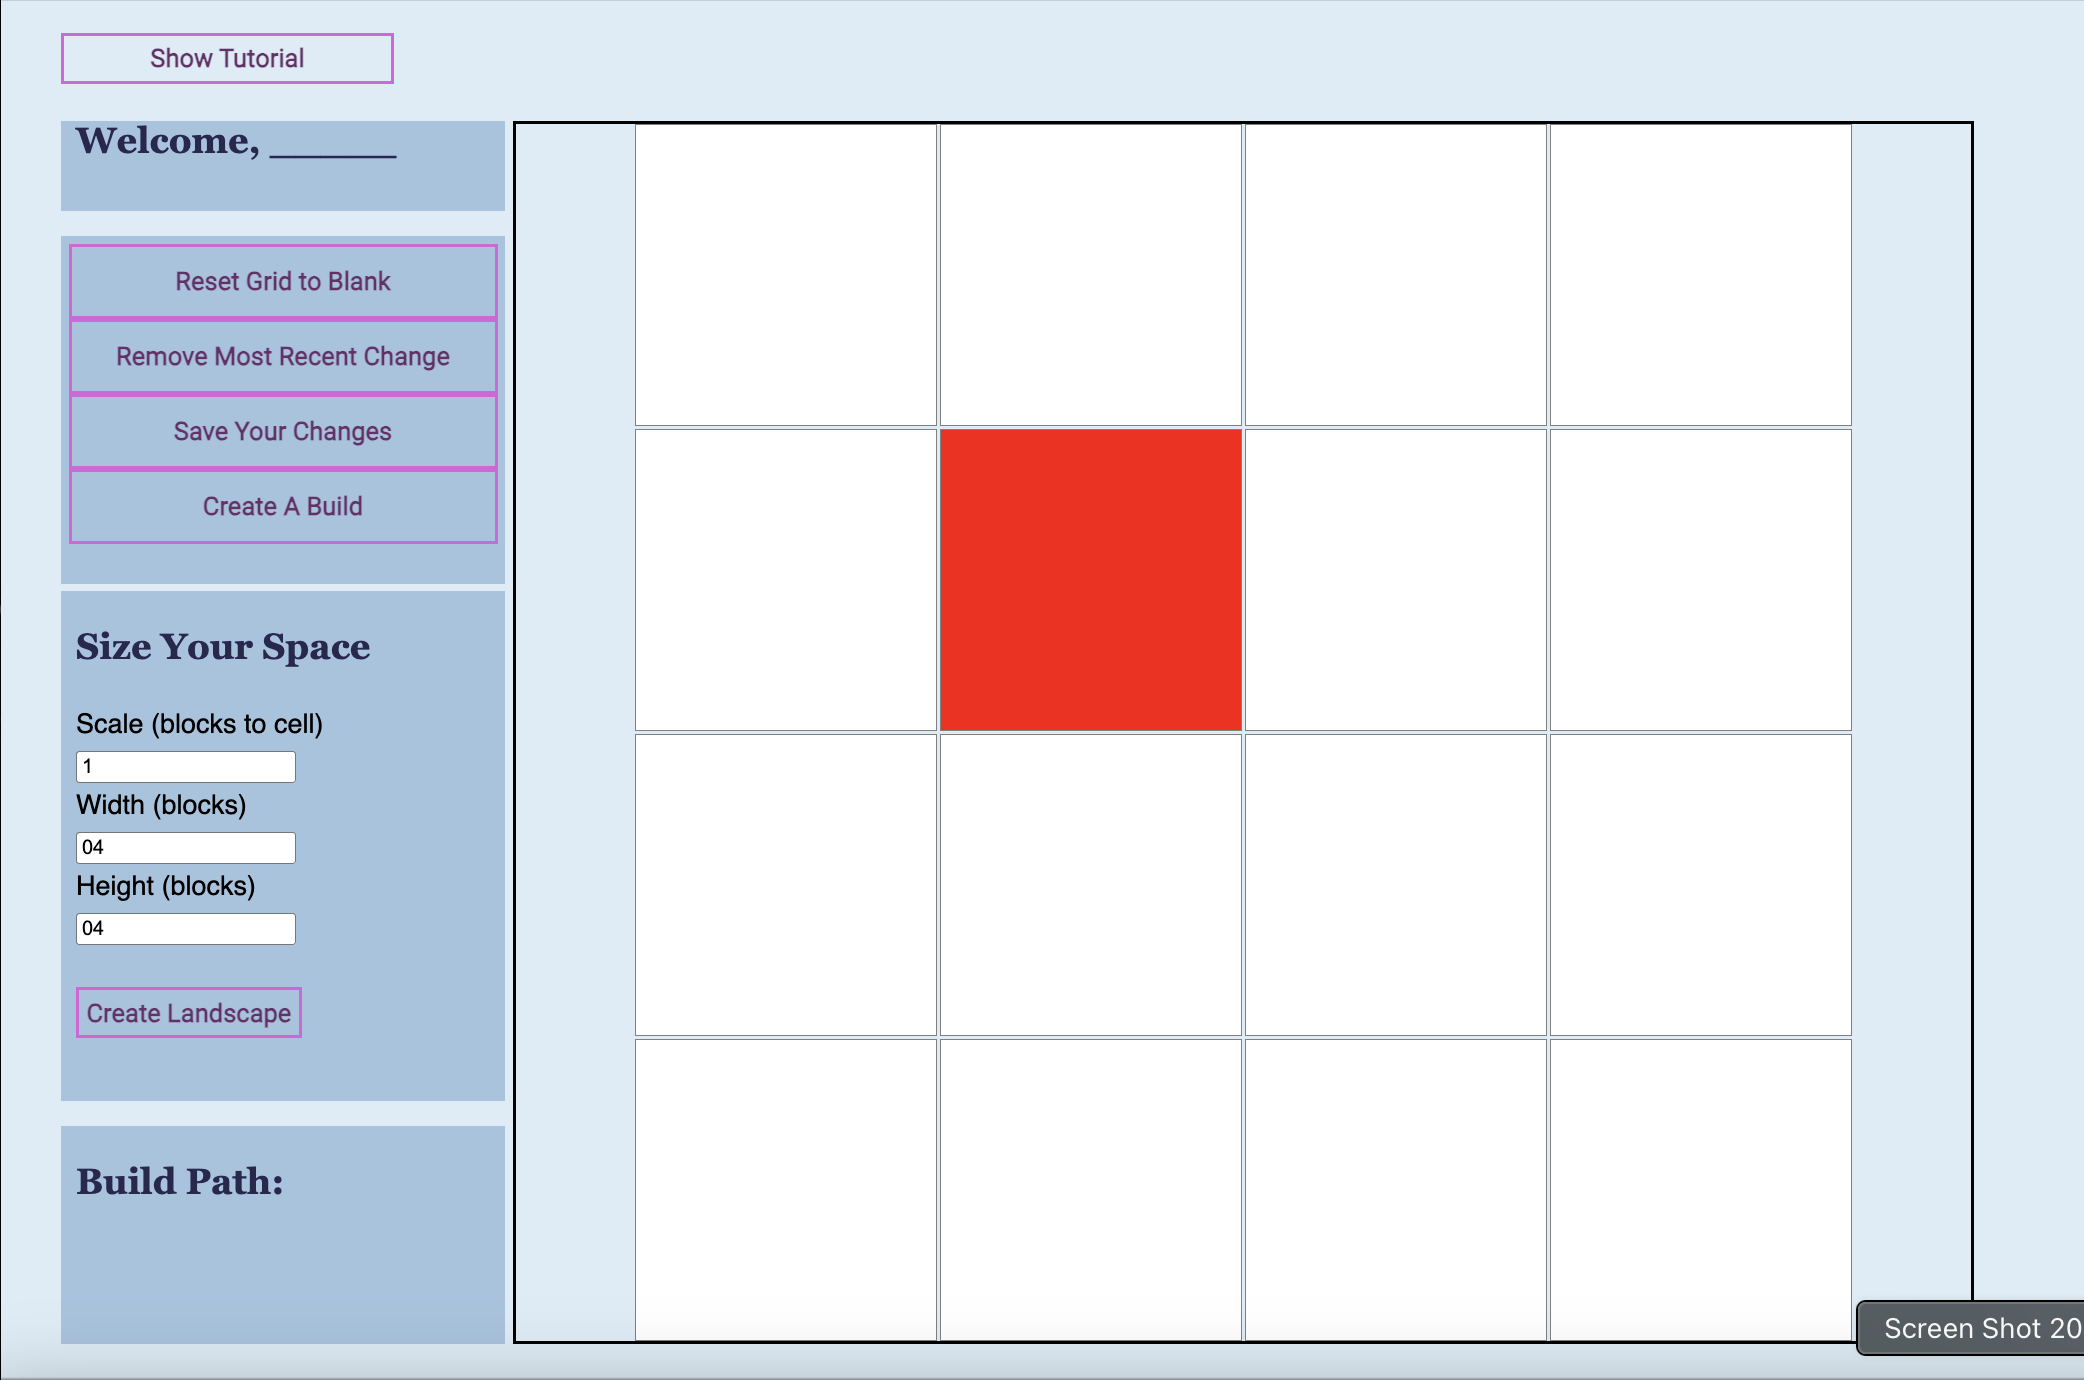 Show Tutorial
Welcome, ______
Reset Grid to Blank
Remove Most Recent Change
Save Your Changes
Create A Build
Size Your Space
Scale (blocks to cell)
1
Width (blocks)
04
Height (blocks)
04
Create Landscape
Build Path:
Screen Shot 20